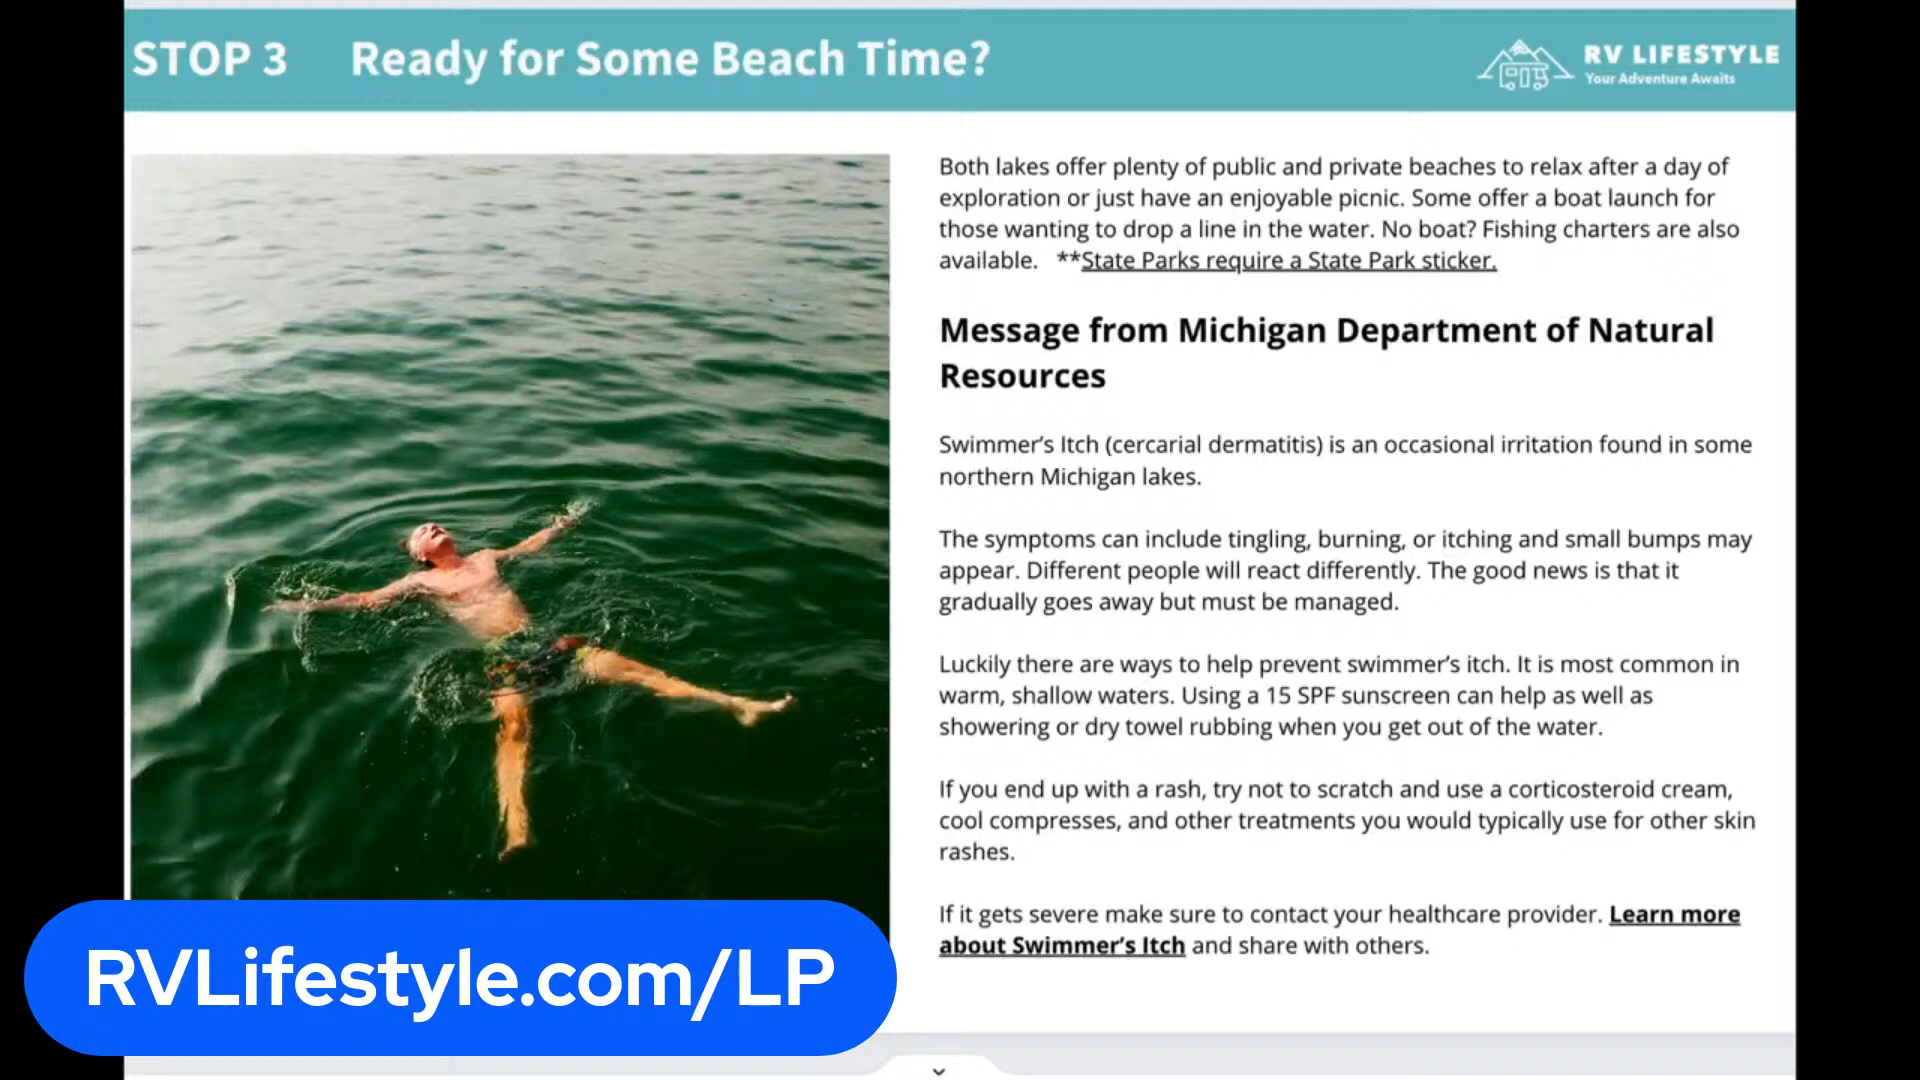 STOP 3 Ready for Some Beach Time?
RV LIFESTYLE
Your Adventure Awaits
Both lakes offer plenty of public and private beaches to relax after a day of
exploration or just have an enjoyable picnic. Some offer a boat launch for
those wanting to drop a line in the water. No boat? Fishing charters are also
available. **State Parks require a State Park sticker.
Message from Michigan Department of Natural
Resources
Swimmer’s Itch (cercarial dermatitis) is an occasional irritation found in some
northern Michigan lakes.
The symptoms can include tingling, burning, or itching and small bumps may
appear. Different people will react differently. The good news is that it
gradually goes away but must be managed.
Luckily there are ways to help prevent swimmer’s itch. It is most common in
warm, shallow waters. Using a 15 SPF sunscreen can help as well as
showering or dry towel rubbing when you get out of the water.
If you end up with a rash, try not to scratch and use a corticosteroid cream,
cool compresses, and other treatments you would typically use for other skin
rashes.
If it gets severe make sure to contact your healthcare provider. Learn more
about Swimmer’s Itch and share with others.
RVLifestyle.com/LP